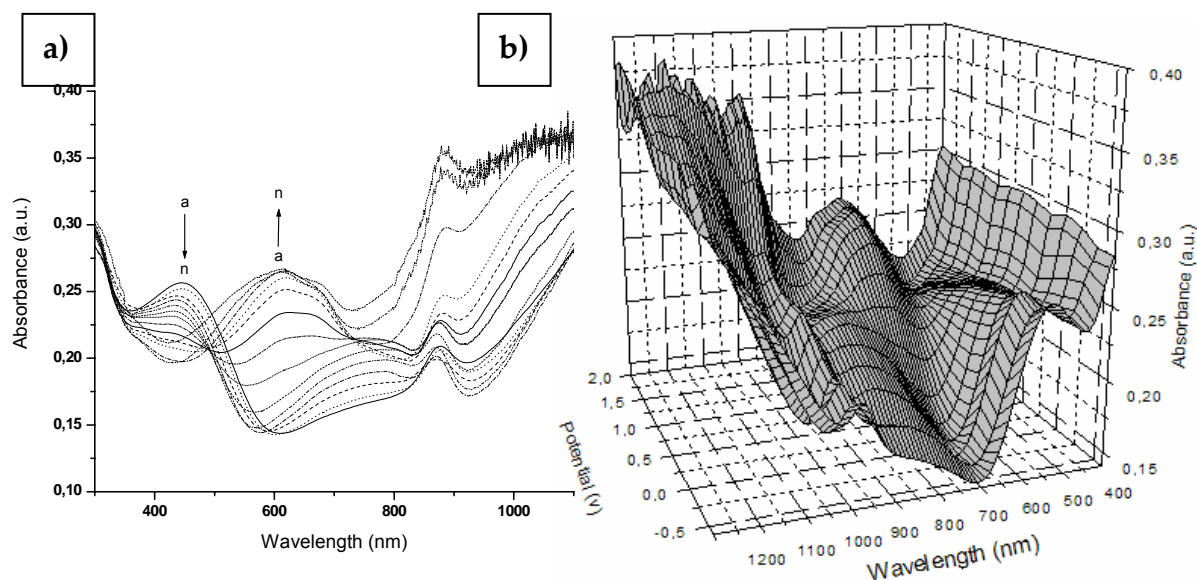 a)
0,40
0,35
0,30
0,25
0,20
0,15
0,10
Absorbance (a.u.)
a
n
n
a
400 600 800 1000
Wavelength (nm)
b)
0,40
0,35
0,30
0,25
0,20
0,15
Absorbance (a.u.)
2,0
1,5
1,0
0,5
0,0
-0,5
Potential (v)
1200 1100 1000 900 800 700 600 500 400
Wavelength (nm)